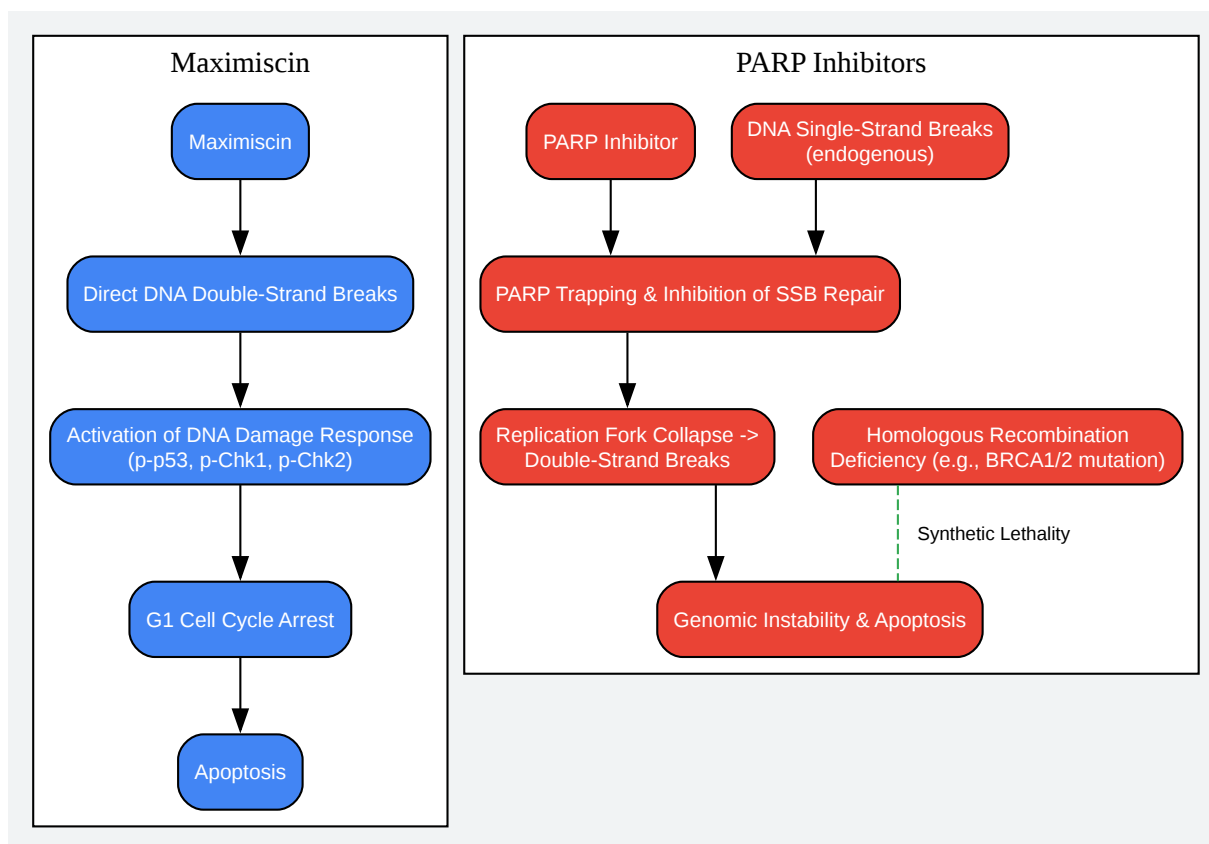 Maximiscin
Maximiscin
Direct DNA Double-Strand Breaks
Activation of DNA Damage Response
(p-p53, p-Chk1, p-Chk2)
G1 Cell Cycle Arrest
Apoptosis
PARP Inhibitors
PARP Inhibitor
DNA Single-Strand Breaks
(endogenous)
PARP Trapping & Inhibition of SSB Repair
Replication Fork Collapse ->
Double-Strand Breaks
Homologous Recombination
Deficiency (e.g., BRCA1/2 mutation)
Synthetic Lethality
Genomic Instability & Apoptosis